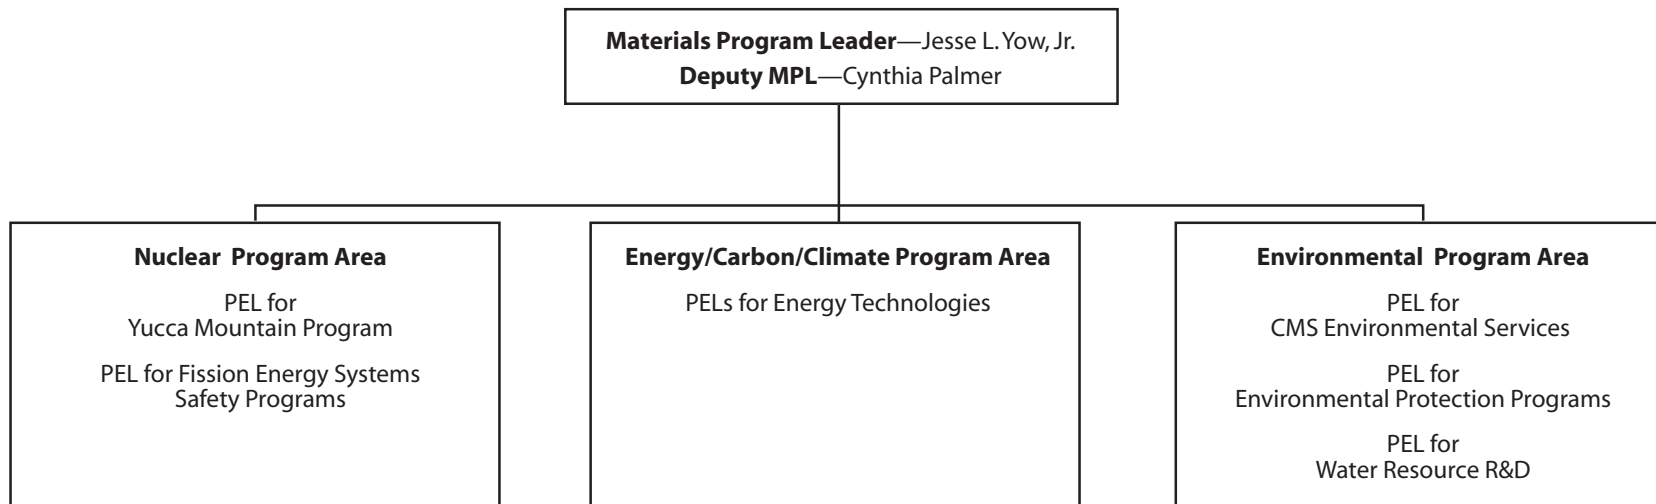 Materials Program Leader—Jesse L. Yow, Jr.
Deputy MPL—Cynthia Palmer
Nuclear Program Area
PEL for
Yucca Mountain Program
PEL for Fission Energy Systems
Safety Programs
Energy/Carbon/Climate Program Area
PELs for Energy Technologies
Environmental Program Area
PEL for
CMS Environmental Services
PEL for
Environmental Protection Programs
PEL for
Water Resource R&D